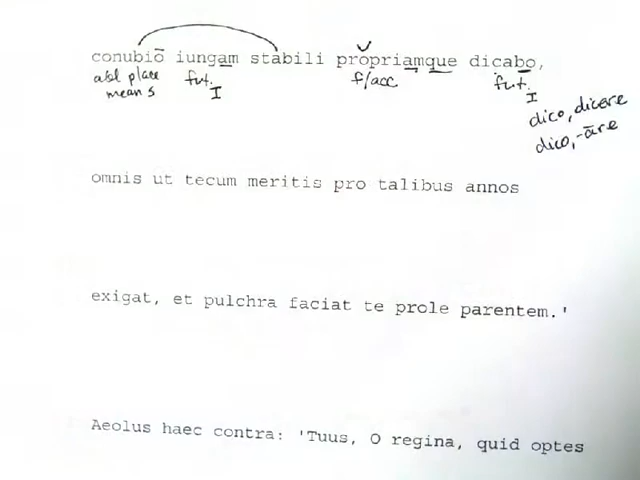 conubiō iungam stabili propriamque dicabo,
abl place fut. f/acc fut.
means I I
dico, dicere
dico, -āre
omnis ut tecum meritis pro talibus annos
exigat, et pulchra faciat te prole parentem.'
Aeolus haec contra: 'Tuus, O regina, quid optes